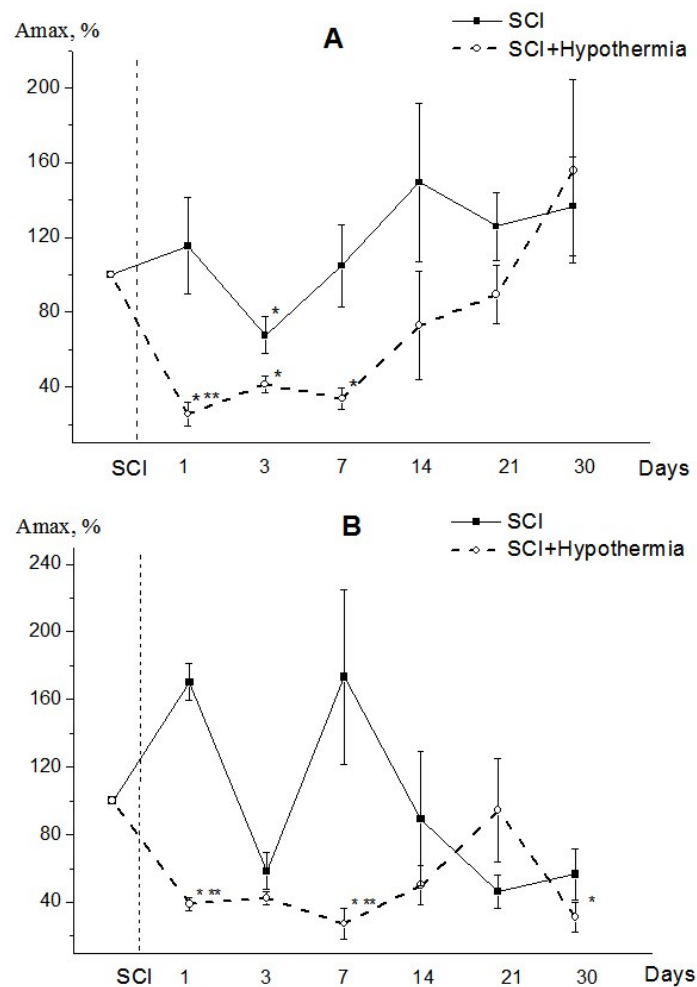 Amax, %
A
SCI
SCI+Hypothermia
200
160
120
80
40
*
* **
*
*
SCI 1 3 7 14 21 30 Days
Amax, %
B
SCI
SCI+Hypothermia
240
200
160
120
80
40
* **
* **
*
SCI 1 3 7 14 21 30 Days